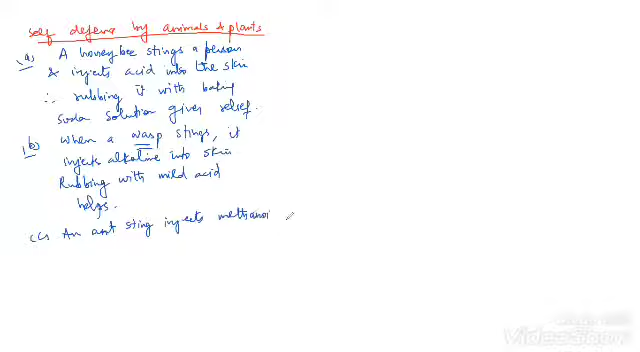 self defence by animals & plants
(a) A honey bee stings a person
& injects acid into the skin
∴ rubbing it with baking
soda solution gives relief.
(b) when a wasp stings, it
injects alkaline into skin
Rubbing with mild acid
helps.
(c) An ant sting injects methanoi